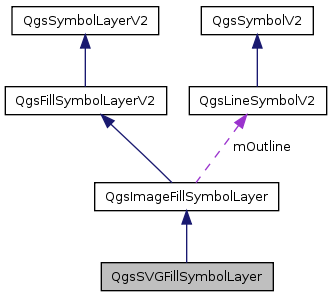 QgsSymbolLayerV2
QgsSymbolV2
QgsFillSymbolLayerV2
QgsLineSymbolV2
mOutline
QgsImageFillSymbolLayer
QgsSVGFillSymbolLayer